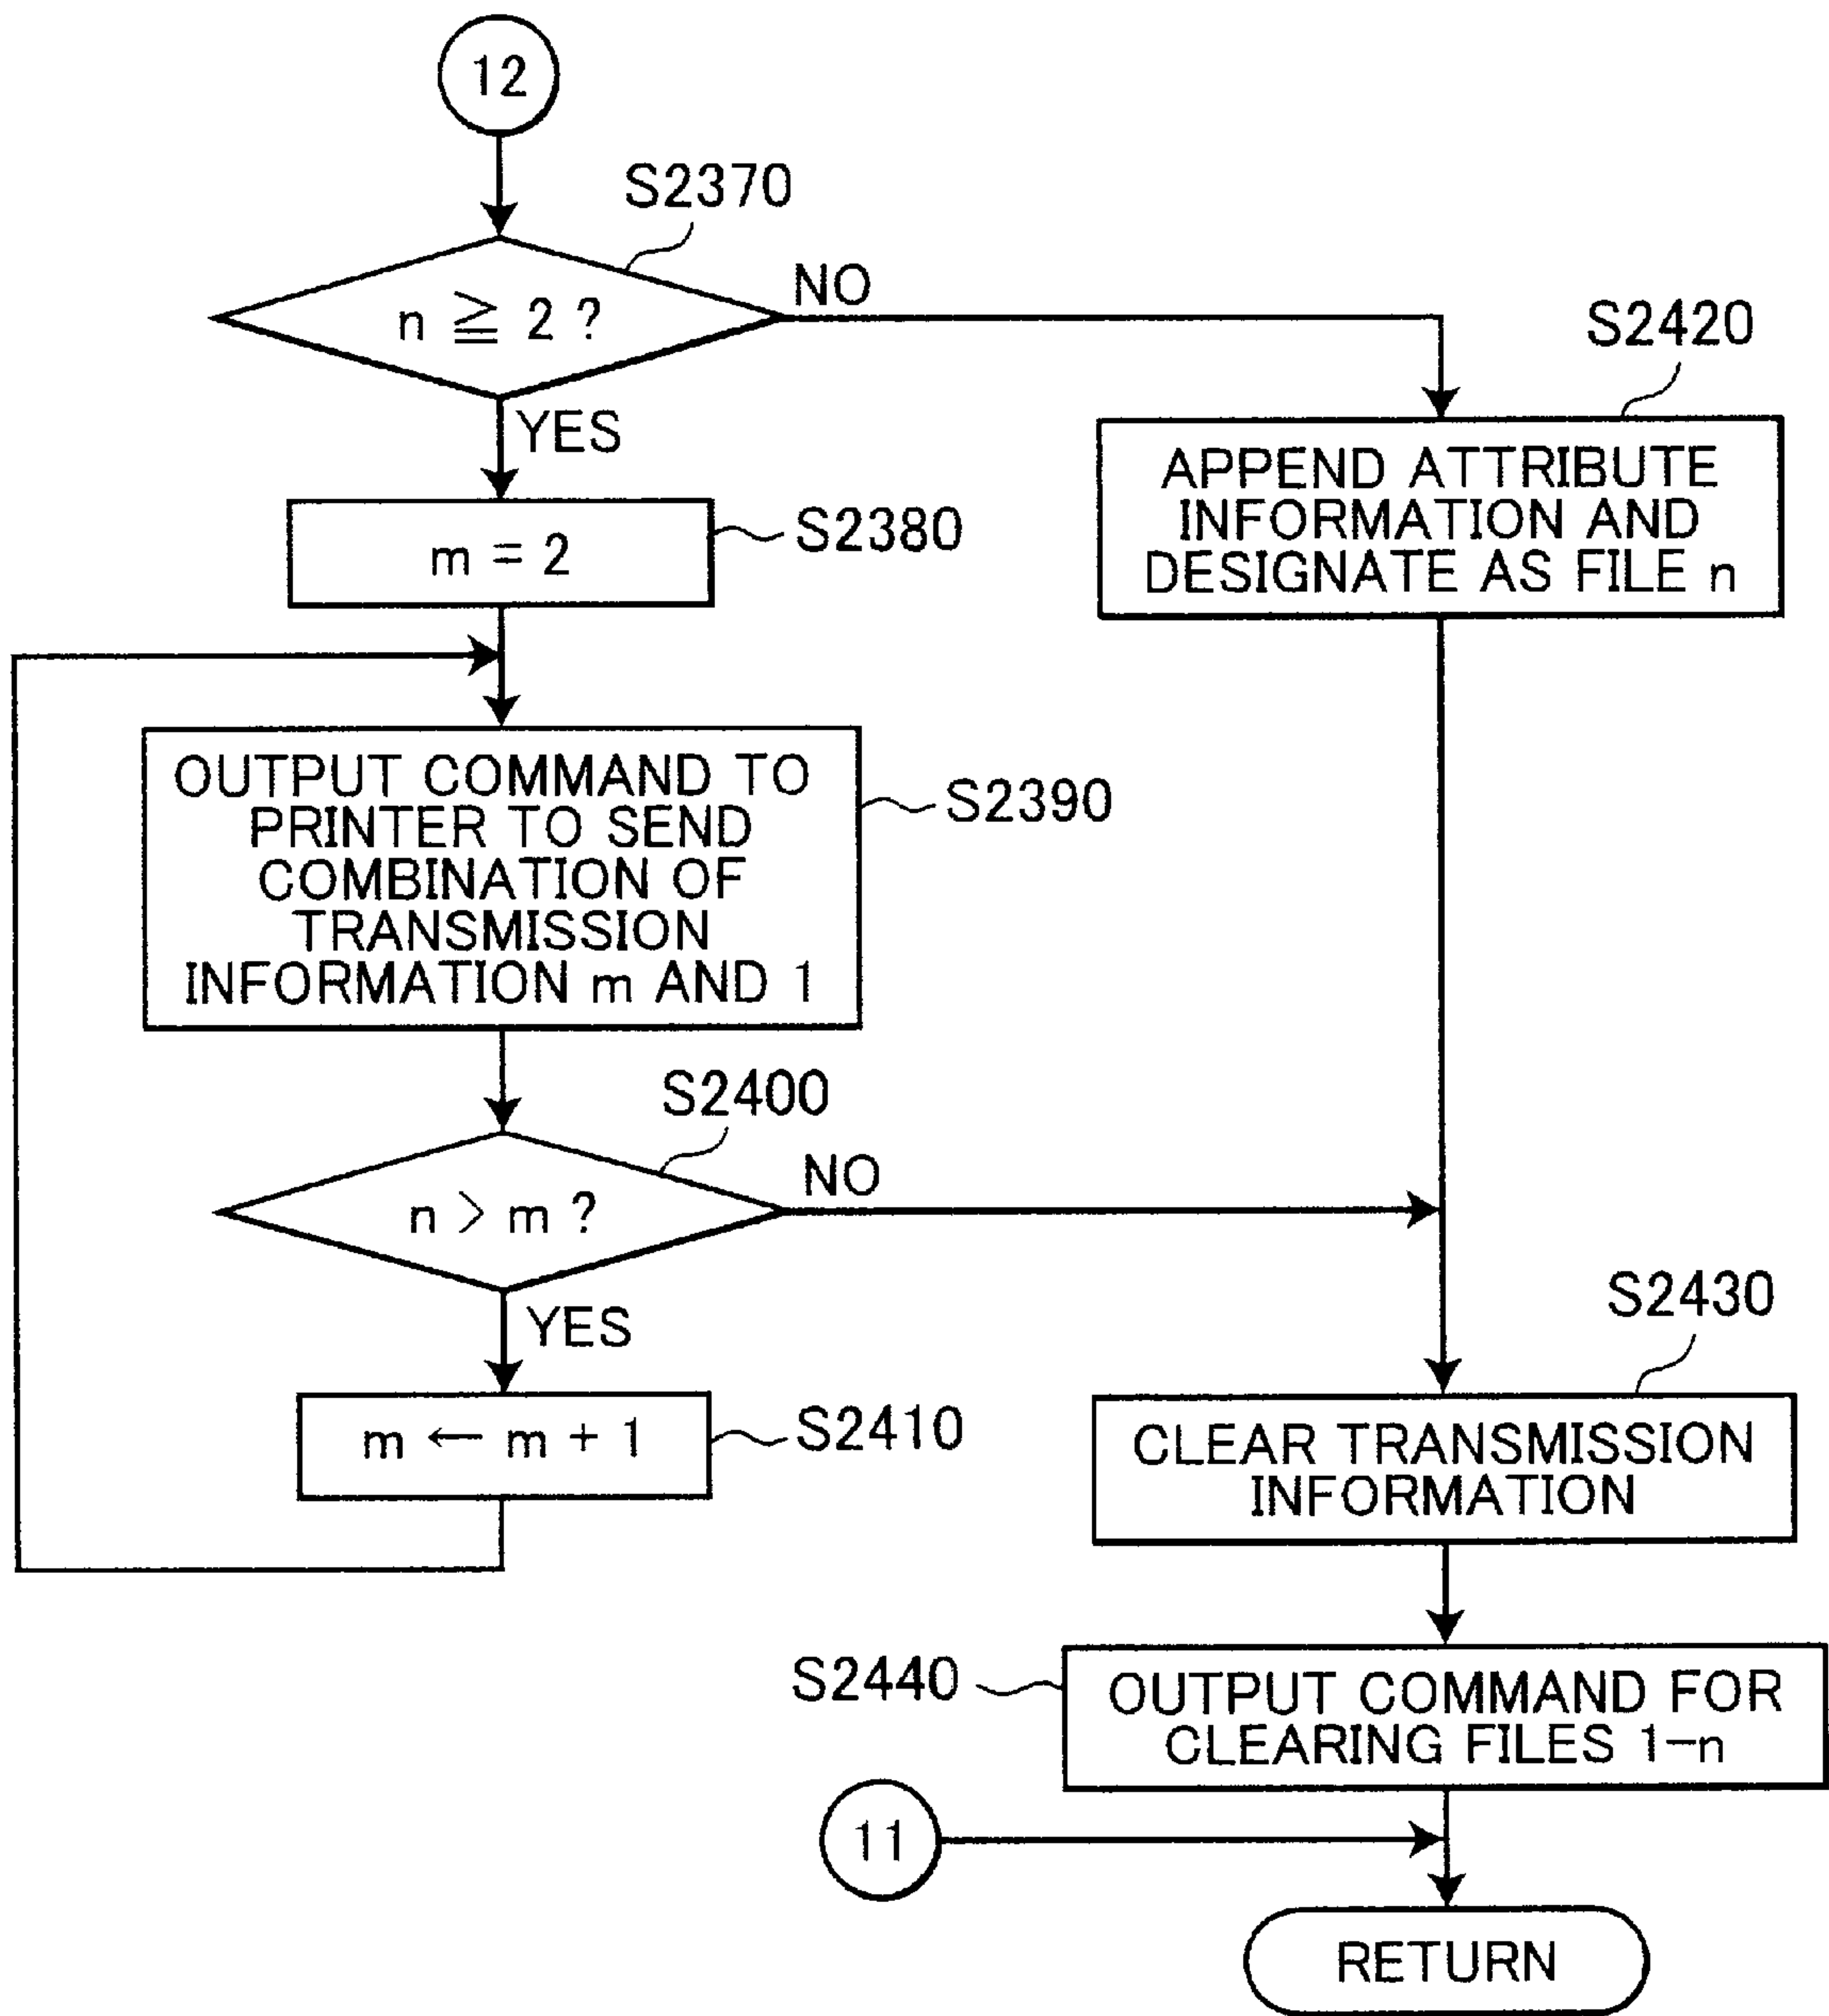 12
S2370
n ≧ 2 ?
NO
YES
S2420
APPEND ATTRIBUTE
INFORMATION AND
DESIGNATE AS FILE n
m = 2
S2380
OUTPUT COMMAND TO
PRINTER TO SEND
COMBINATION OF
TRANSMISSION
INFORMATION m AND 1
S2390
S2400
n > m ?
NO
YES
m ← m + 1
S2410
S2430
CLEAR TRANSMISSION
INFORMATION
S2440
OUTPUT COMMAND FOR
CLEARING FILES 1-n
11
RETURN